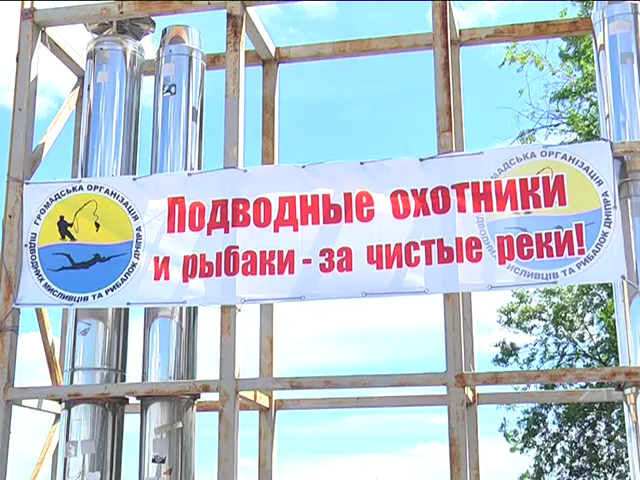 ГРОМАДСЬКА ОРГАНІЗАЦІЯ
ПІДВОДНИХ МИСЛИВЦІВ ТА РИБАЛОК ДНІПРА
Подводные охотники
и рыбаки - за чистые реки!
ГРОМАДСЬКА ОРГАНІЗАЦІЯ
ПІДВОДНИХ МИСЛИВЦІВ ТА РИБАЛОК ДНІПРА